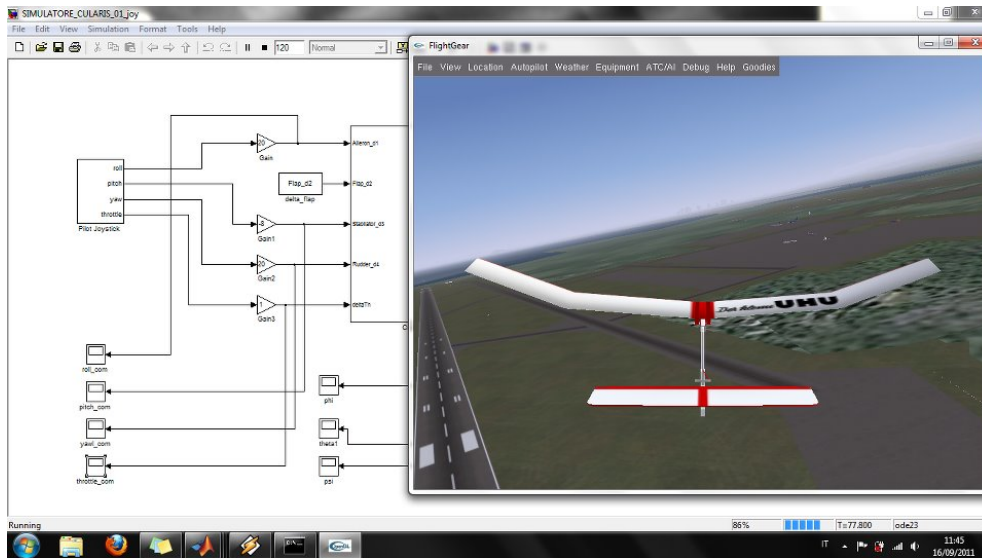 SIMULATORE_CULARIS_01_joy
File Edit View Simulation Format Tools Help
120 Normal
FlightGear
File View Location Autopilot Weather Equipment ATC/AI Debug Help Goodies
roll
pitch
yaw
throttle
Pilot Joystick
20
Gain
Flap_d2
delta_flap
-8
Gain1
20
Gain2
1
Gain3
Aileron_d1
Flap_d2
Rudder_d4
deltaTh
roll_com
pitch_com
yawl_com
throttle_com
phi
theta1
psi
Der kleine UHU
Running
86% T=77.800 ode23
IT 11:45
16/09/2011